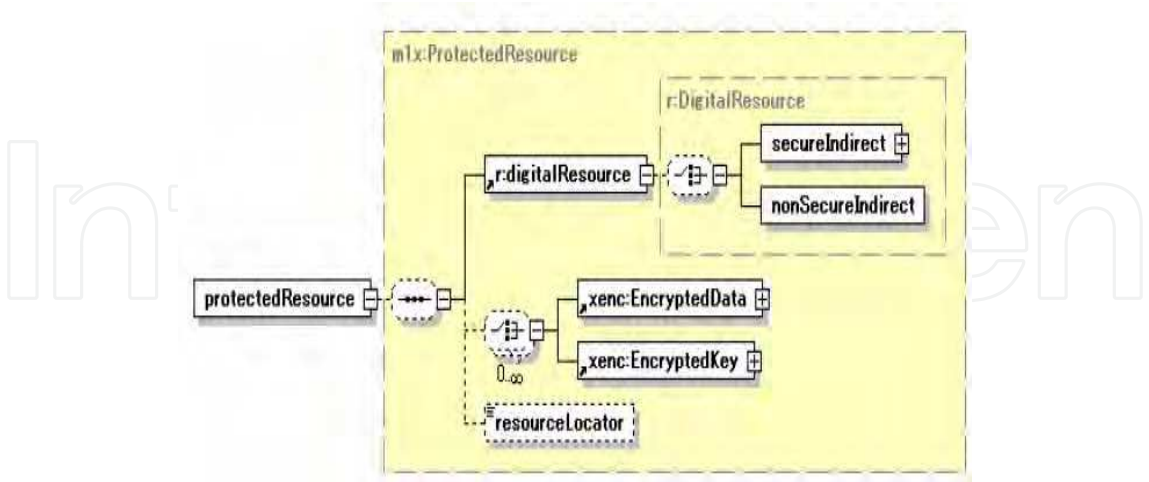 m1x:ProtectedResource
r:DigitalResource
secureIndirect
r:digitalResource
nonSecureIndirect
protectedResource
xenc:EncryptedData
xenc:EncryptedKey
0..∞
resourceLocator